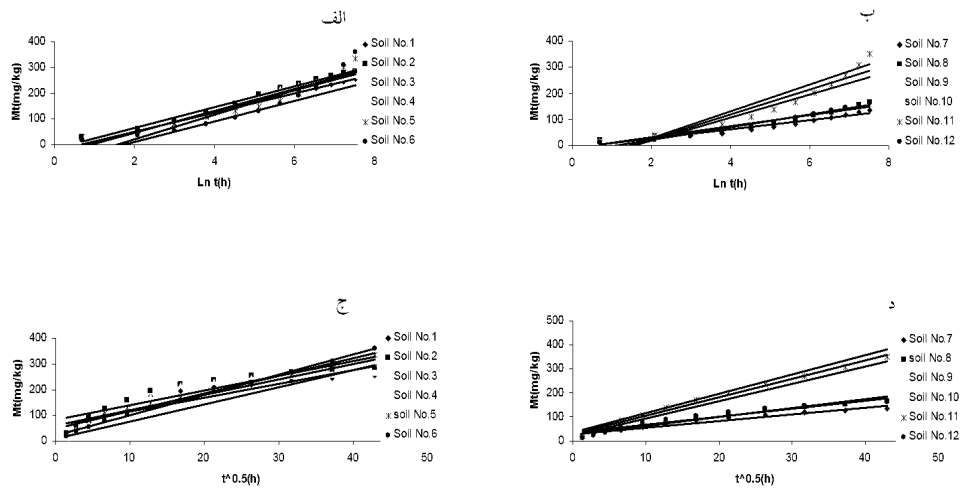 الف
400
300
200
100
0
Mt(mg/kg)
0 2 4 6 8
Ln t(h)
Soil No.1
Soil No.2
Soil No.3
Soil No.4
Soil No.5
Soil No.6
ب
400
300
200
100
0
Mt(mg/kg)
0 2 4 6 8
Ln t(h)
Soil No.7
Soil No.8
Soil No.9
soil No.10
Soil No.11
Soil No.12
ج
400
300
200
100
0
Mt(mg/kg)
0 10 20 30 40 50
t^0.5(h)
Soil No.1
Soil No.2
Soil No.3
Soil No.4
soil No.5
Soil No.6
د
500
400
300
200
100
0
Mt(mg/kg)
0 10 20 30 40 50
t^0.5(h)
Soil No.7
soil No.8
Soil No.9
Soil No.10
Soil No.11
Soil No.12